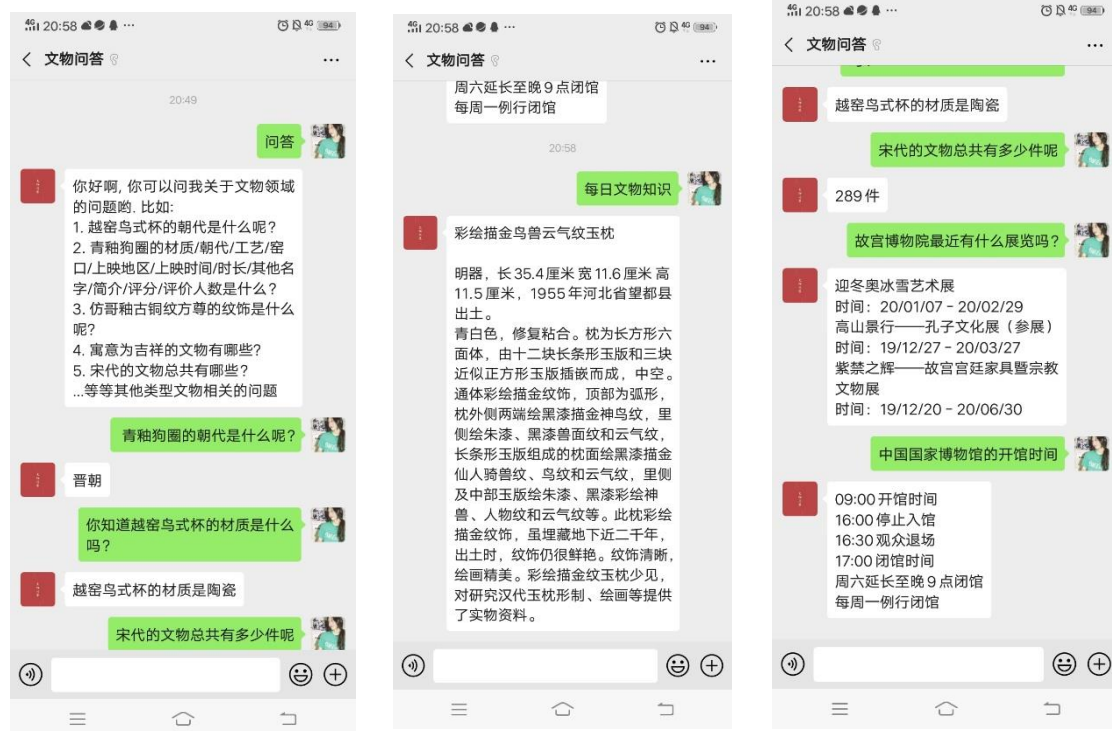 4G 20:58 ... 4G 94
文物问答
20:49
问答
你好啊, 你可以问我关于文物领域
的问题哟. 比如:
1. 越窑鸟式杯的朝代是什么呢?
2. 青釉狗圈的材质/朝代/工艺/窑
口/上映地区/上映时间/时长/其他名
字/简介/评分/评价人数是什么?
3. 仿哥釉古铜纹方尊的纹饰是什么
呢?
4. 寓意为吉祥的文物有哪些?
5. 宋代的文物总共有哪些?
...等等其他类型文物相关的问题
青釉狗圈的朝代是什么呢?
晋朝
你知道越窑鸟式杯的材质是什么
吗?
越窑鸟式杯的材质是陶瓷
宋代的文物总共有多少件呢
4G 20:58 ... 4G 94
文物问答
周六延长至晚9点闭馆
每周一例行闭馆
20:58
每日文物知识
彩绘描金鸟兽云气纹玉枕
明器，长35.4厘米 宽11.6厘米 高
11.5厘米，1955年河北省望都县
出土。
青白色，修复粘合。枕为长方形六
面体，由十二块长条形玉版和三块
近似正方形玉版插嵌而成，中空。
通体彩绘描金纹饰，顶部为弧形，
枕外侧两端绘黑漆描金神鸟纹，里
侧绘朱漆、黑漆兽面纹和云气纹，
长条形玉版组成的枕面绘黑漆描金
仙人骑兽纹、鸟纹和云气纹，里侧
及中部玉版绘朱漆、黑漆彩绘神
兽、人物纹和云气纹等。此枕彩绘
描金纹饰，虽埋藏地下近二千年，
出土时，纹饰仍很鲜艳。纹饰清晰，
绘画精美。彩绘描金纹玉枕少见，
对研究汉代玉枕形制、绘画等提供
了实物资料。
4G 20:58 ... 4G 94
文物问答
越窑鸟式杯的材质是陶瓷
宋代的文物总共有多少件呢
289件
故宫博物院最近有什么展览吗?
迎冬奥冰雪艺术展
时间：20/01/07 - 20/02/29
高山景行——孔子文化展（参展）
时间：19/12/27 - 20/03/27
紫禁之辉——故宫宫廷家具暨宗教
文物展
时间：19/12/20 - 20/06/30
中国国家博物馆的开馆时间
09:00 开馆时间
16:00 停止入馆
16:30 观众退场
17:00 闭馆时间
周六延长至晚9点闭馆
每周一例行闭馆